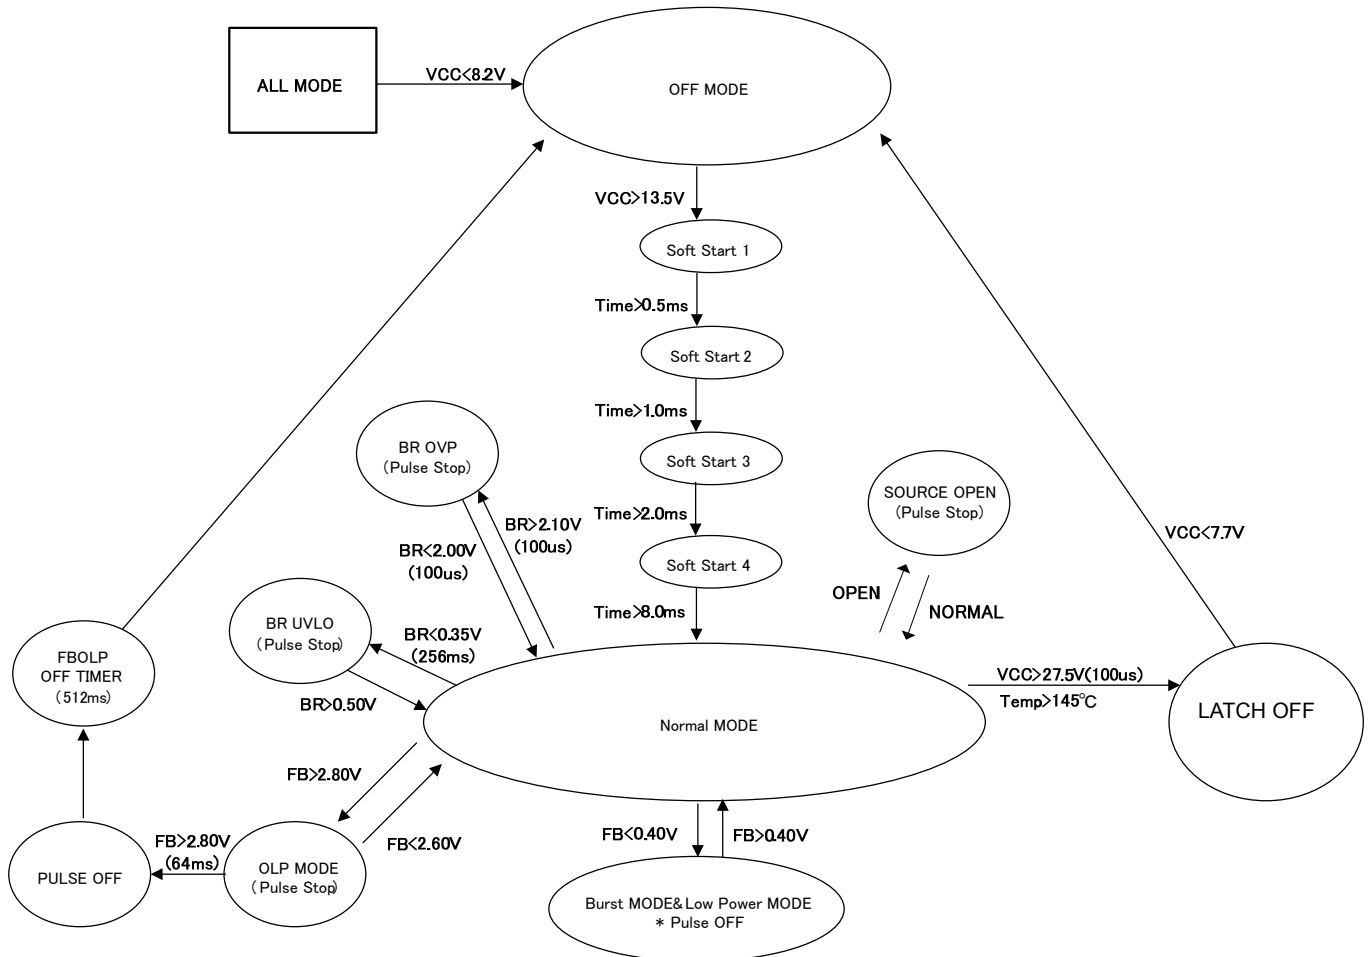 ALL MODE
VCC<8.2V
OFF MODE
VCC>13.5V
Soft Start 1
Time>0.5ms
Soft Start 2
Time>1.0ms
Soft Start 3
Time>2.0ms
Soft Start 4
Time>8.0ms
BR OVP
(Pulse Stop)
BR>2.10V
(100us)
BR<2.00V
(100us)
SOURCE OPEN
(Pulse Stop)
OPEN
NORMAL
VCC<7.7V
BR UVLO
(Pulse Stop)
BR<0.35V
(256ms)
BR>0.50V
FBOLP
OFF TIMER
(512ms)
Normal MODE
VCC>27.5V(100us)
Temp>145℃
LATCH OFF
FB>2.80V
FB<2.60V
FB>2.80V
(64ms)
PULSE OFF
OLP MODE
(Pulse Stop)
FB<0.40V
FB>0.40V
Burst MODE&Low Power MODE
* Pulse OFF